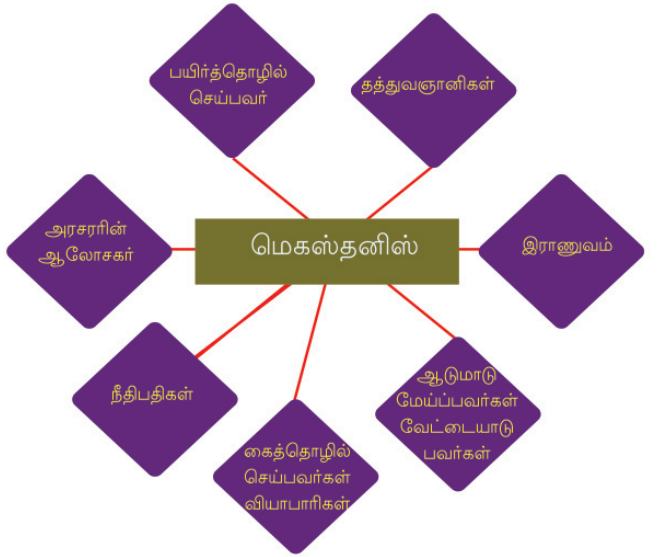 பயிர்த்தொழில்
செய்பவர்
தத்துவஞானிகள்
அரசரரின்
ஆலோசகர்
மெகஸ்தனிஸ்
இராணுவம்
நீதிபதிகள்
ஆடுமாடு
மேய்ப்பவர்கள்
வேட்டையாடு
பவர்கள்
கைத்தொழில்
செய்பவர்கள்
வியாபாரிகள்